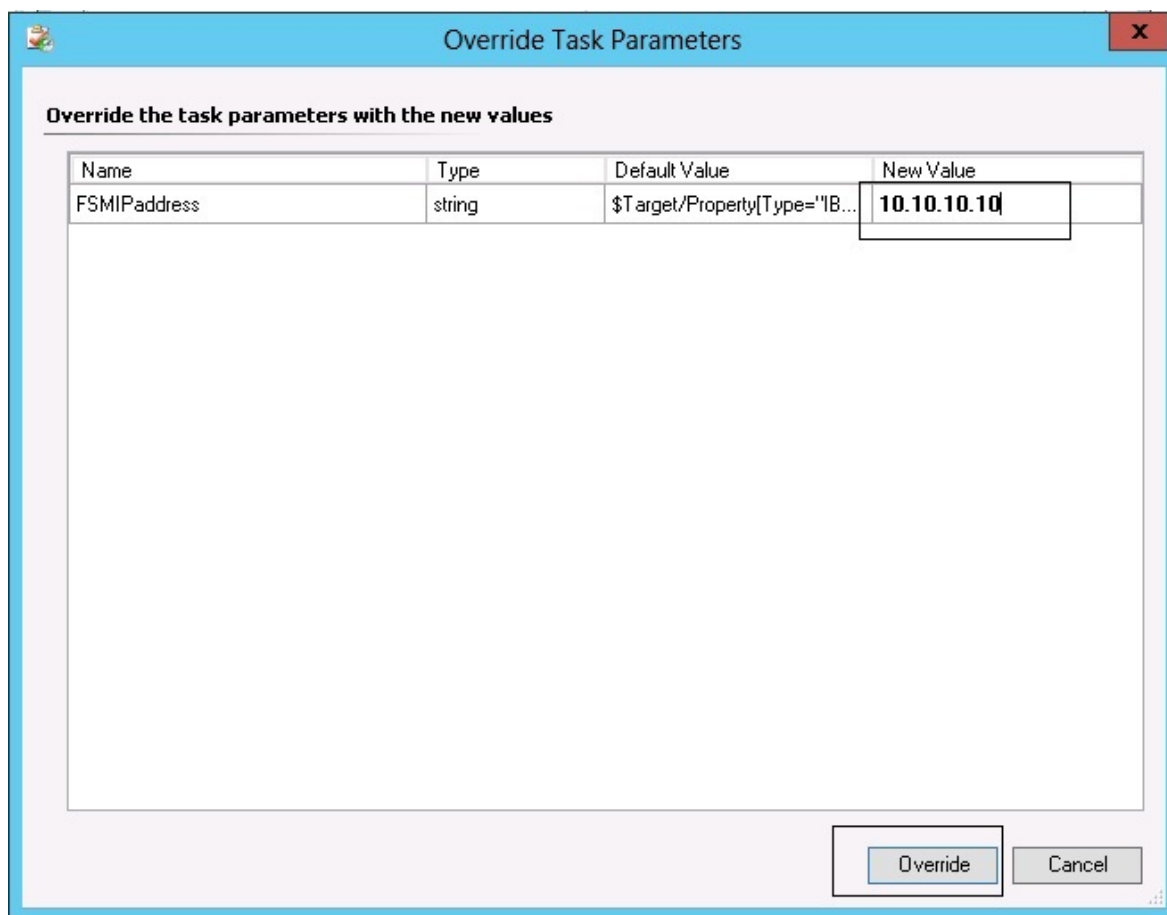 Override Task Parameters
x
Override the task parameters with the new values
Name Type Default Value New Value
FSMIPaddress string $Target/Property[Type="IB... 10.10.10.10
Override Cancel